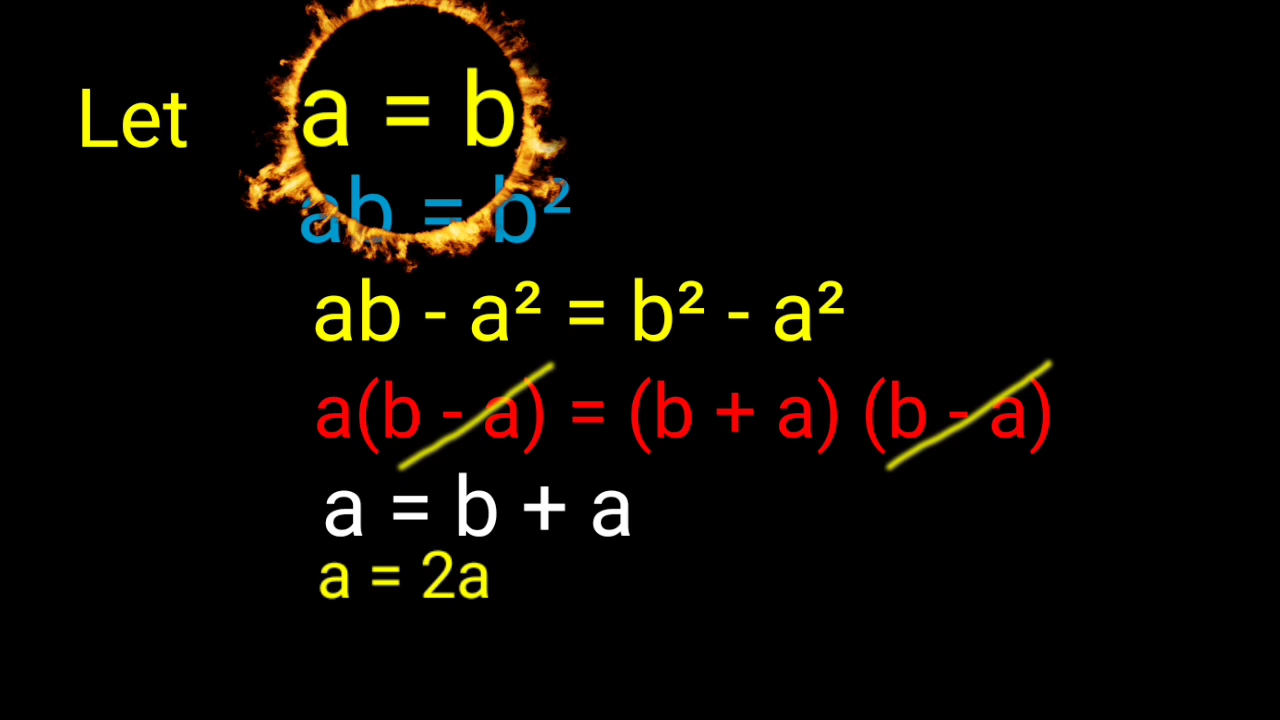 Let a = b
ab = b²
ab - a² = b² - a²
a(b - a) = (b + a) (b - a)
a = b + a
a = 2a